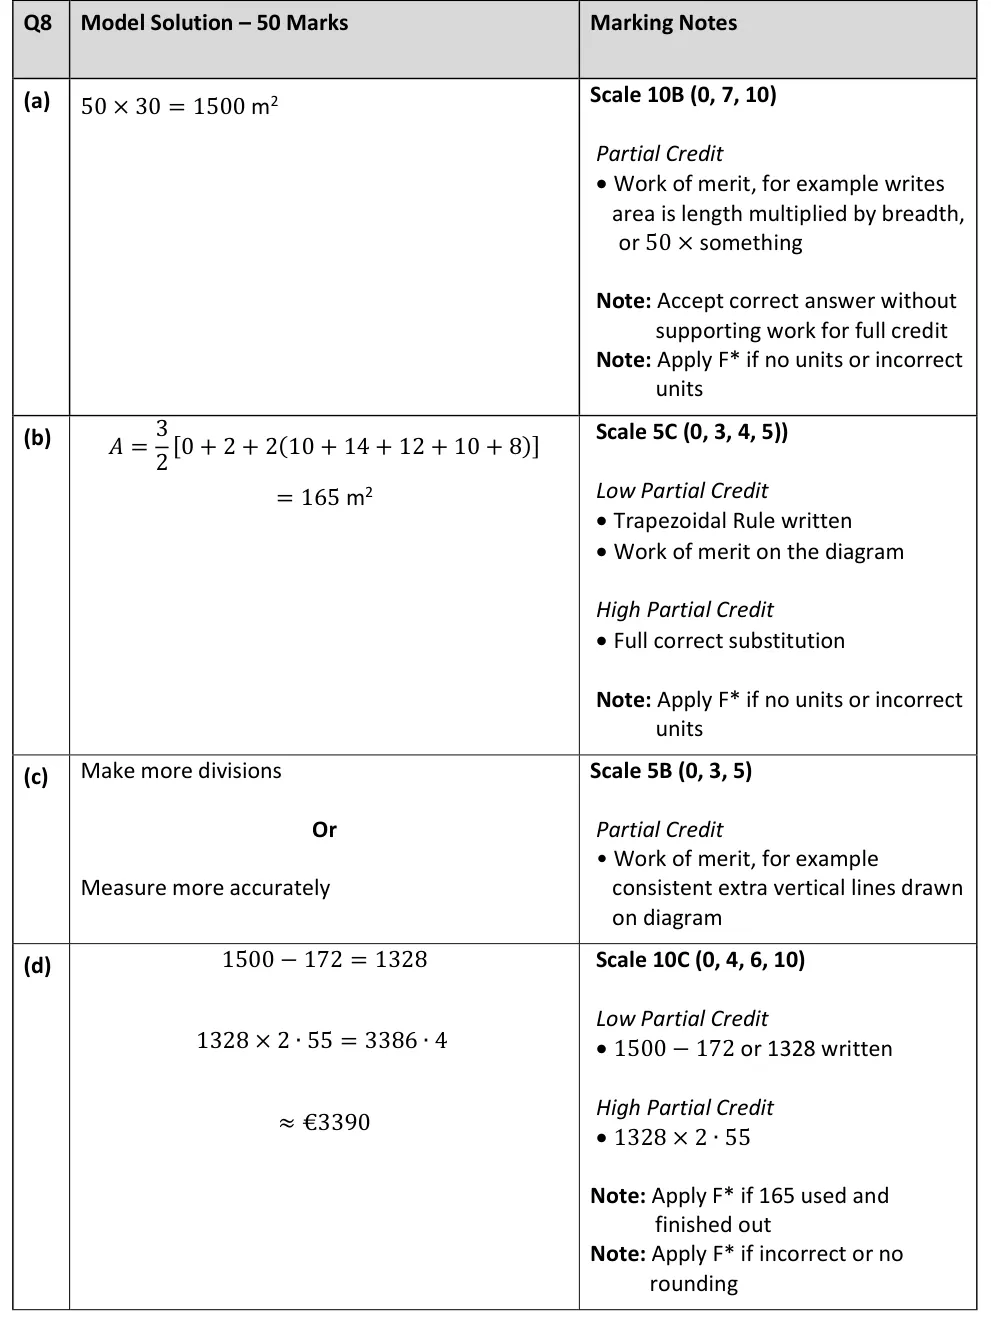 Q8 Model Solution – 50 Marks Marking Notes
(a) 50 × 30 = 1500 m²
Scale 10B (0, 7, 10)
Partial Credit
• Work of merit, for example writes
area is length multiplied by breadth,
or 50 × something
Note: Accept correct answer without
supporting work for full credit
Note: Apply F* if no units or incorrect
units
(b) A = 3/2 [0 + 2 + 2(10 + 14 + 12 + 10 + 8)]
= 165 m²
Scale 5C (0, 3, 4, 5))
Low Partial Credit
• Trapezoidal Rule written
• Work of merit on the diagram
High Partial Credit
• Full correct substitution
Note: Apply F* if no units or incorrect
units
(c) Make more divisions
Or
Measure more accurately
Scale 5B (0, 3, 5)
Partial Credit
• Work of merit, for example
consistent extra vertical lines drawn
on diagram
(d) 1500 − 172 = 1328
1328 × 2 · 55 = 3386 · 4
≈ €3390
Scale 10C (0, 4, 6, 10)
Low Partial Credit
• 1500 − 172 or 1328 written
High Partial Credit
• 1328 × 2 · 55
Note: Apply F* if 165 used and
finished out
Note: Apply F* if incorrect or no
rounding